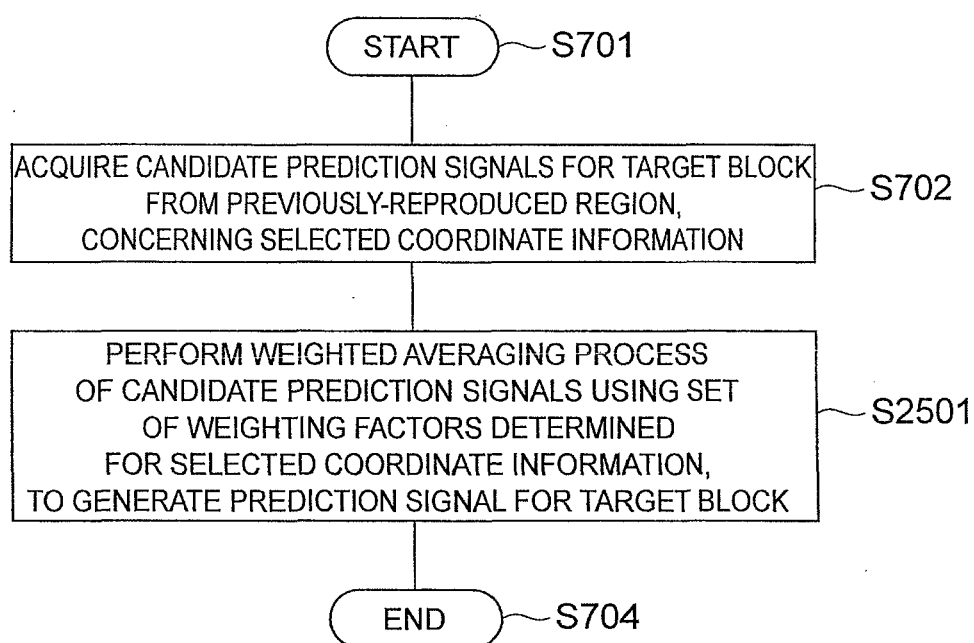 START
S701
ACQUIRE CANDIDATE PREDICTION SIGNALS FOR TARGET BLOCK
FROM PREVIOUSLY-REPRODUCED REGION,
CONCERNING SELECTED COORDINATE INFORMATION
S702
PERFORM WEIGHTED AVERAGING PROCESS
OF CANDIDATE PREDICTION SIGNALS USING SET
OF WEIGHTING FACTORS DETERMINED
FOR SELECTED COORDINATE INFORMATION,
TO GENERATE PREDICTION SIGNAL FOR TARGET BLOCK
S2501
END
S704